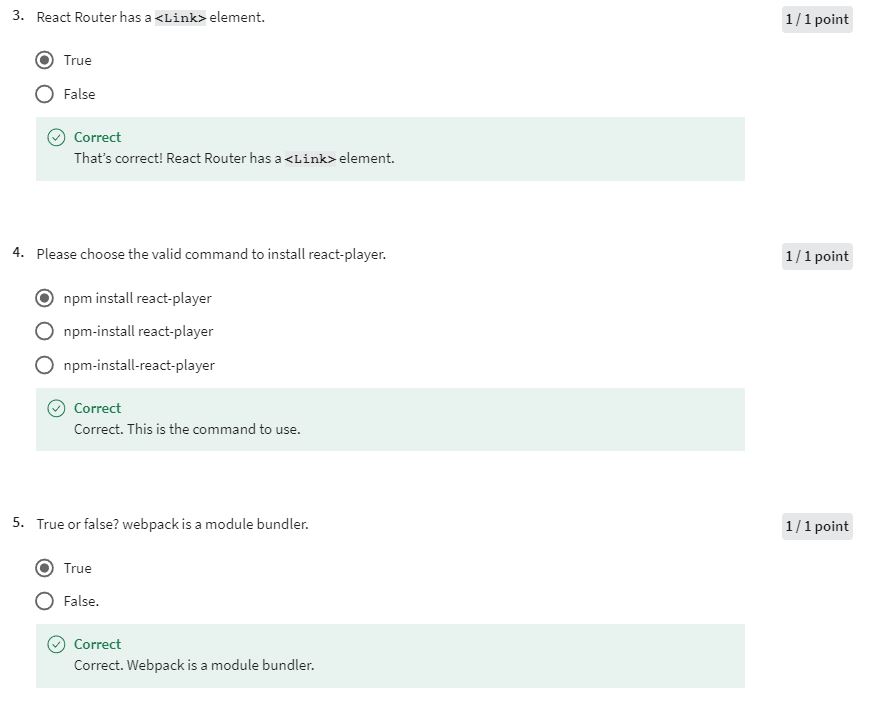 3. React Router has a <Link> element.
1 / 1 point
True
False
Correct
That's correct! React Router has a <Link> element.
4. Please choose the valid command to install react-player.
1 / 1 point
npm install react-player
npm-install react-player
npm-install-react-player
Correct
Correct. This is the command to use.
5. True or false? webpack is a module bundler.
1 / 1 point
True
False.
Correct
Correct. Webpack is a module bundler.